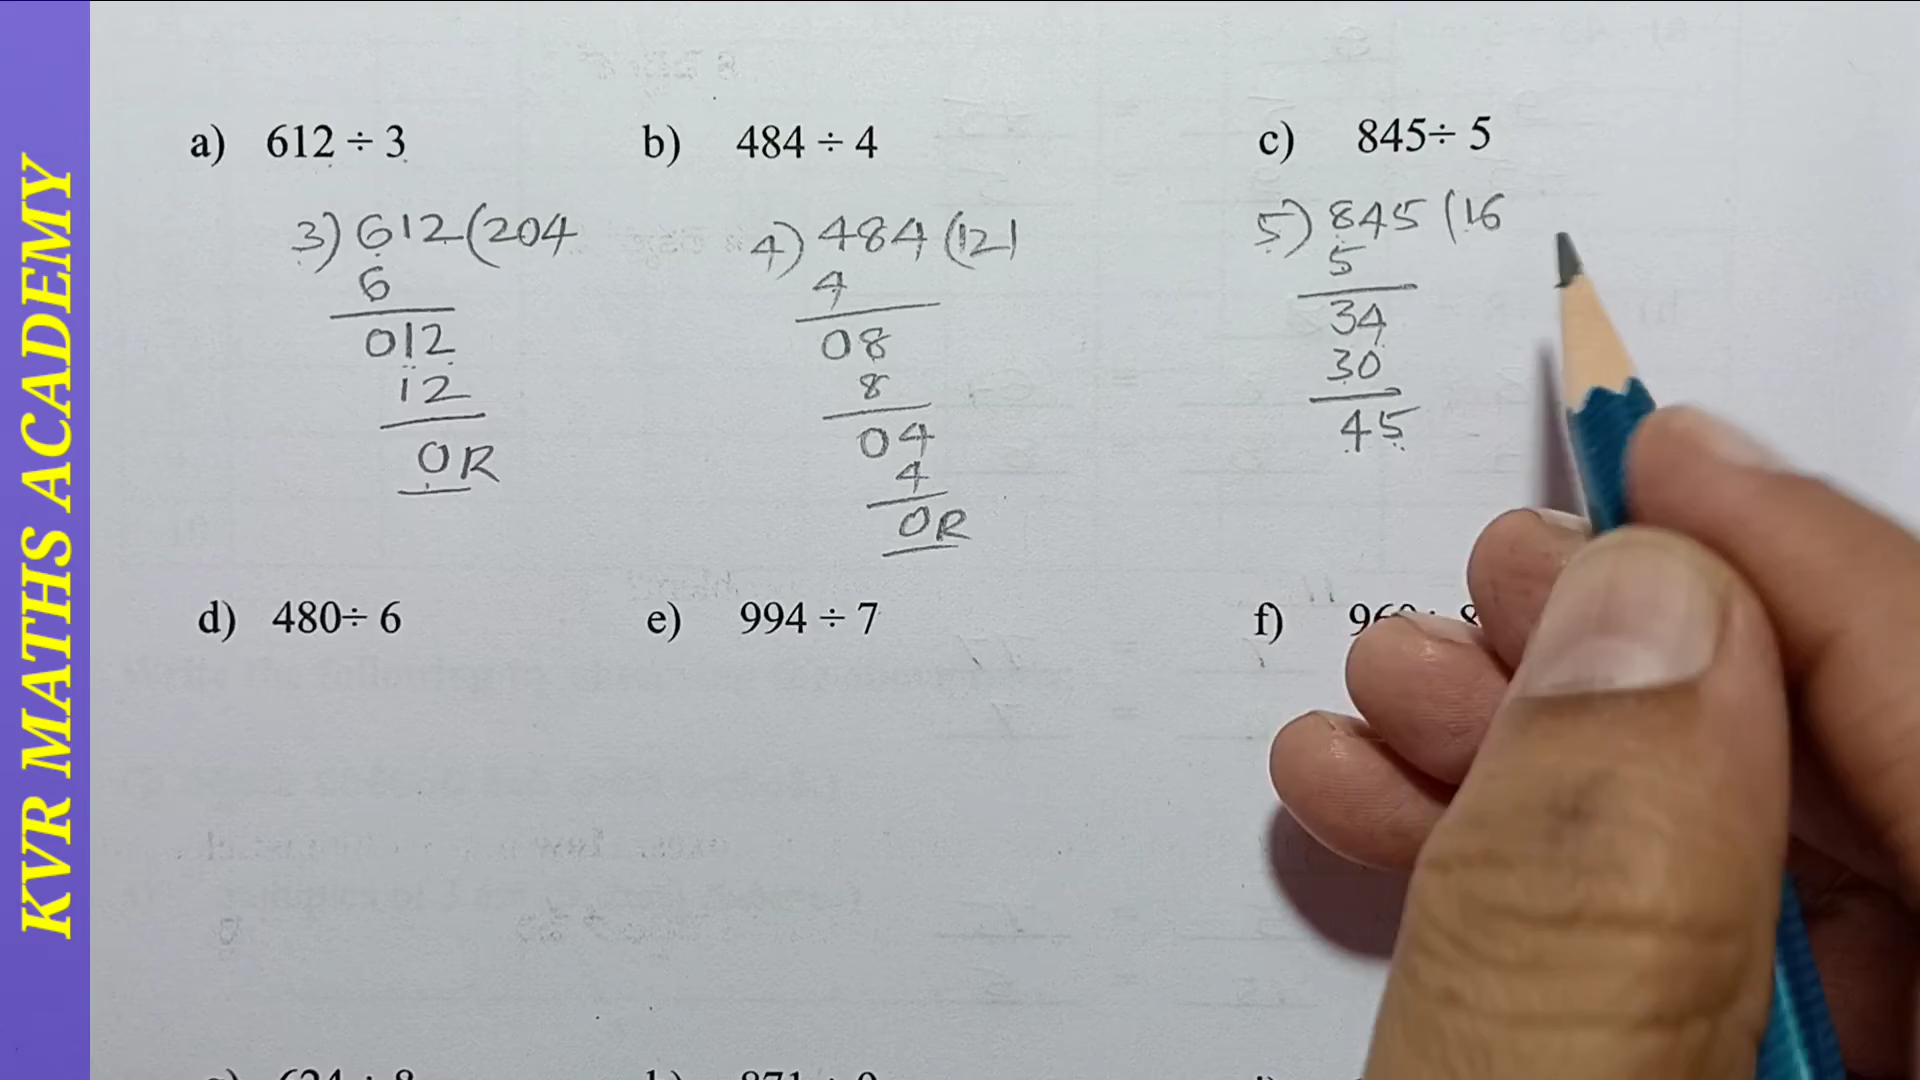 KVR MATHS ACADEMY
a) 612 ÷ 3
3) 612 (204
6
012
12
0R
b) 484 ÷ 4
4) 484 (121
4
08
8
04
4
0R
c) 845÷ 5
5) 845 (16
5
34
30
45
d) 480÷ 6
e) 994 ÷ 7
f)